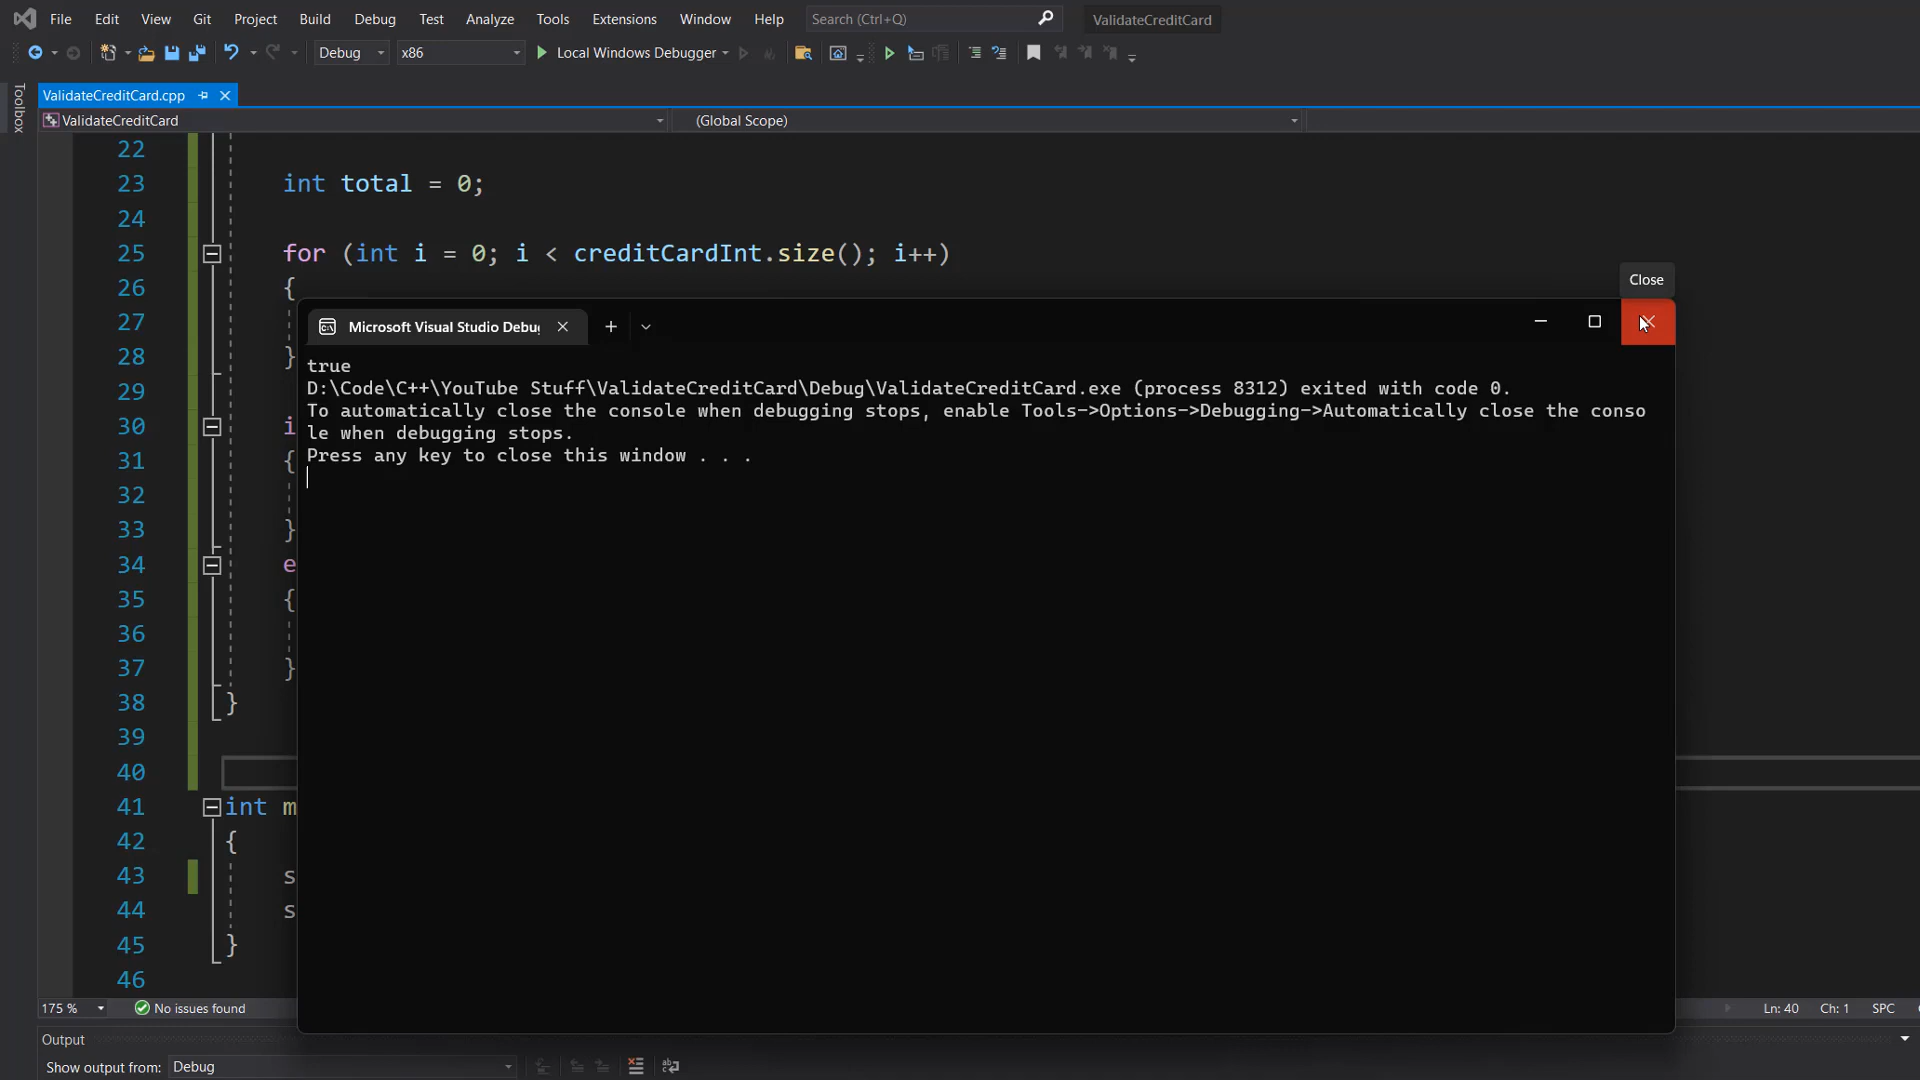 File Edit View Git Project Build Debug Test Analyze Tools Extensions Window Help Search (Ctrl+Q) ValidateCreditCard
Debug x86 Local Windows Debugger
Toolbox
ValidateCreditCard.cpp
ValidateCreditCard (Global Scope)
22
23 int total = 0;
24
25 for (int i = 0; i < creditCardInt.size(); i++)
26 {
Close
27
Microsoft Visual Studio Debu
28 }
true
D:\Code\C++\YouTube Stuff\ValidateCreditCard\Debug\ValidateCreditCard.exe (process 8312) exited with code 0.
To automatically close the console when debugging stops, enable Tools->Options->Debugging->Automatically close the conso
le when debugging stops.
Press any key to close this window . . .
29
30 i
31 {
32
33 }
34 e
35 {
36
37 }
38 }
39
40
41 int m
42 {
43 s
44 s
45 }
46
175 % No issues found Ln: 40 Ch: 1 SPC
Output
Show output from: Debug